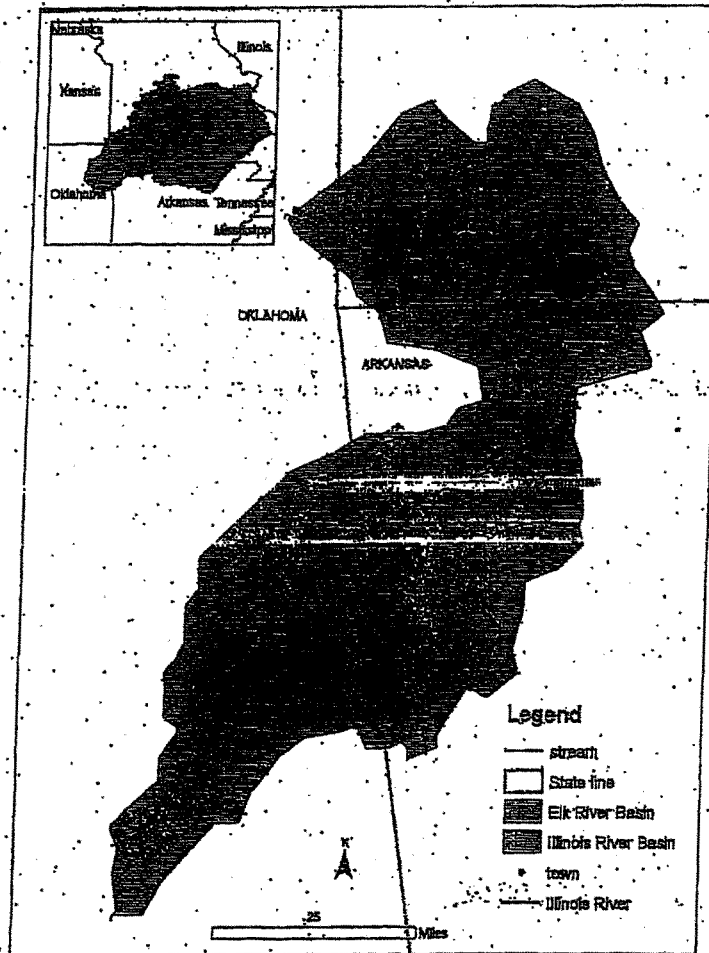 Nebraska
Illinois
Kansas
Oklahoma
Arkansas Tennessee
Mississippi
OKLAHOMA
ARKANSAS
Legend
stream
State line
Elk River Basin
Illinois River Basin
town
Illinois River
25
Miles